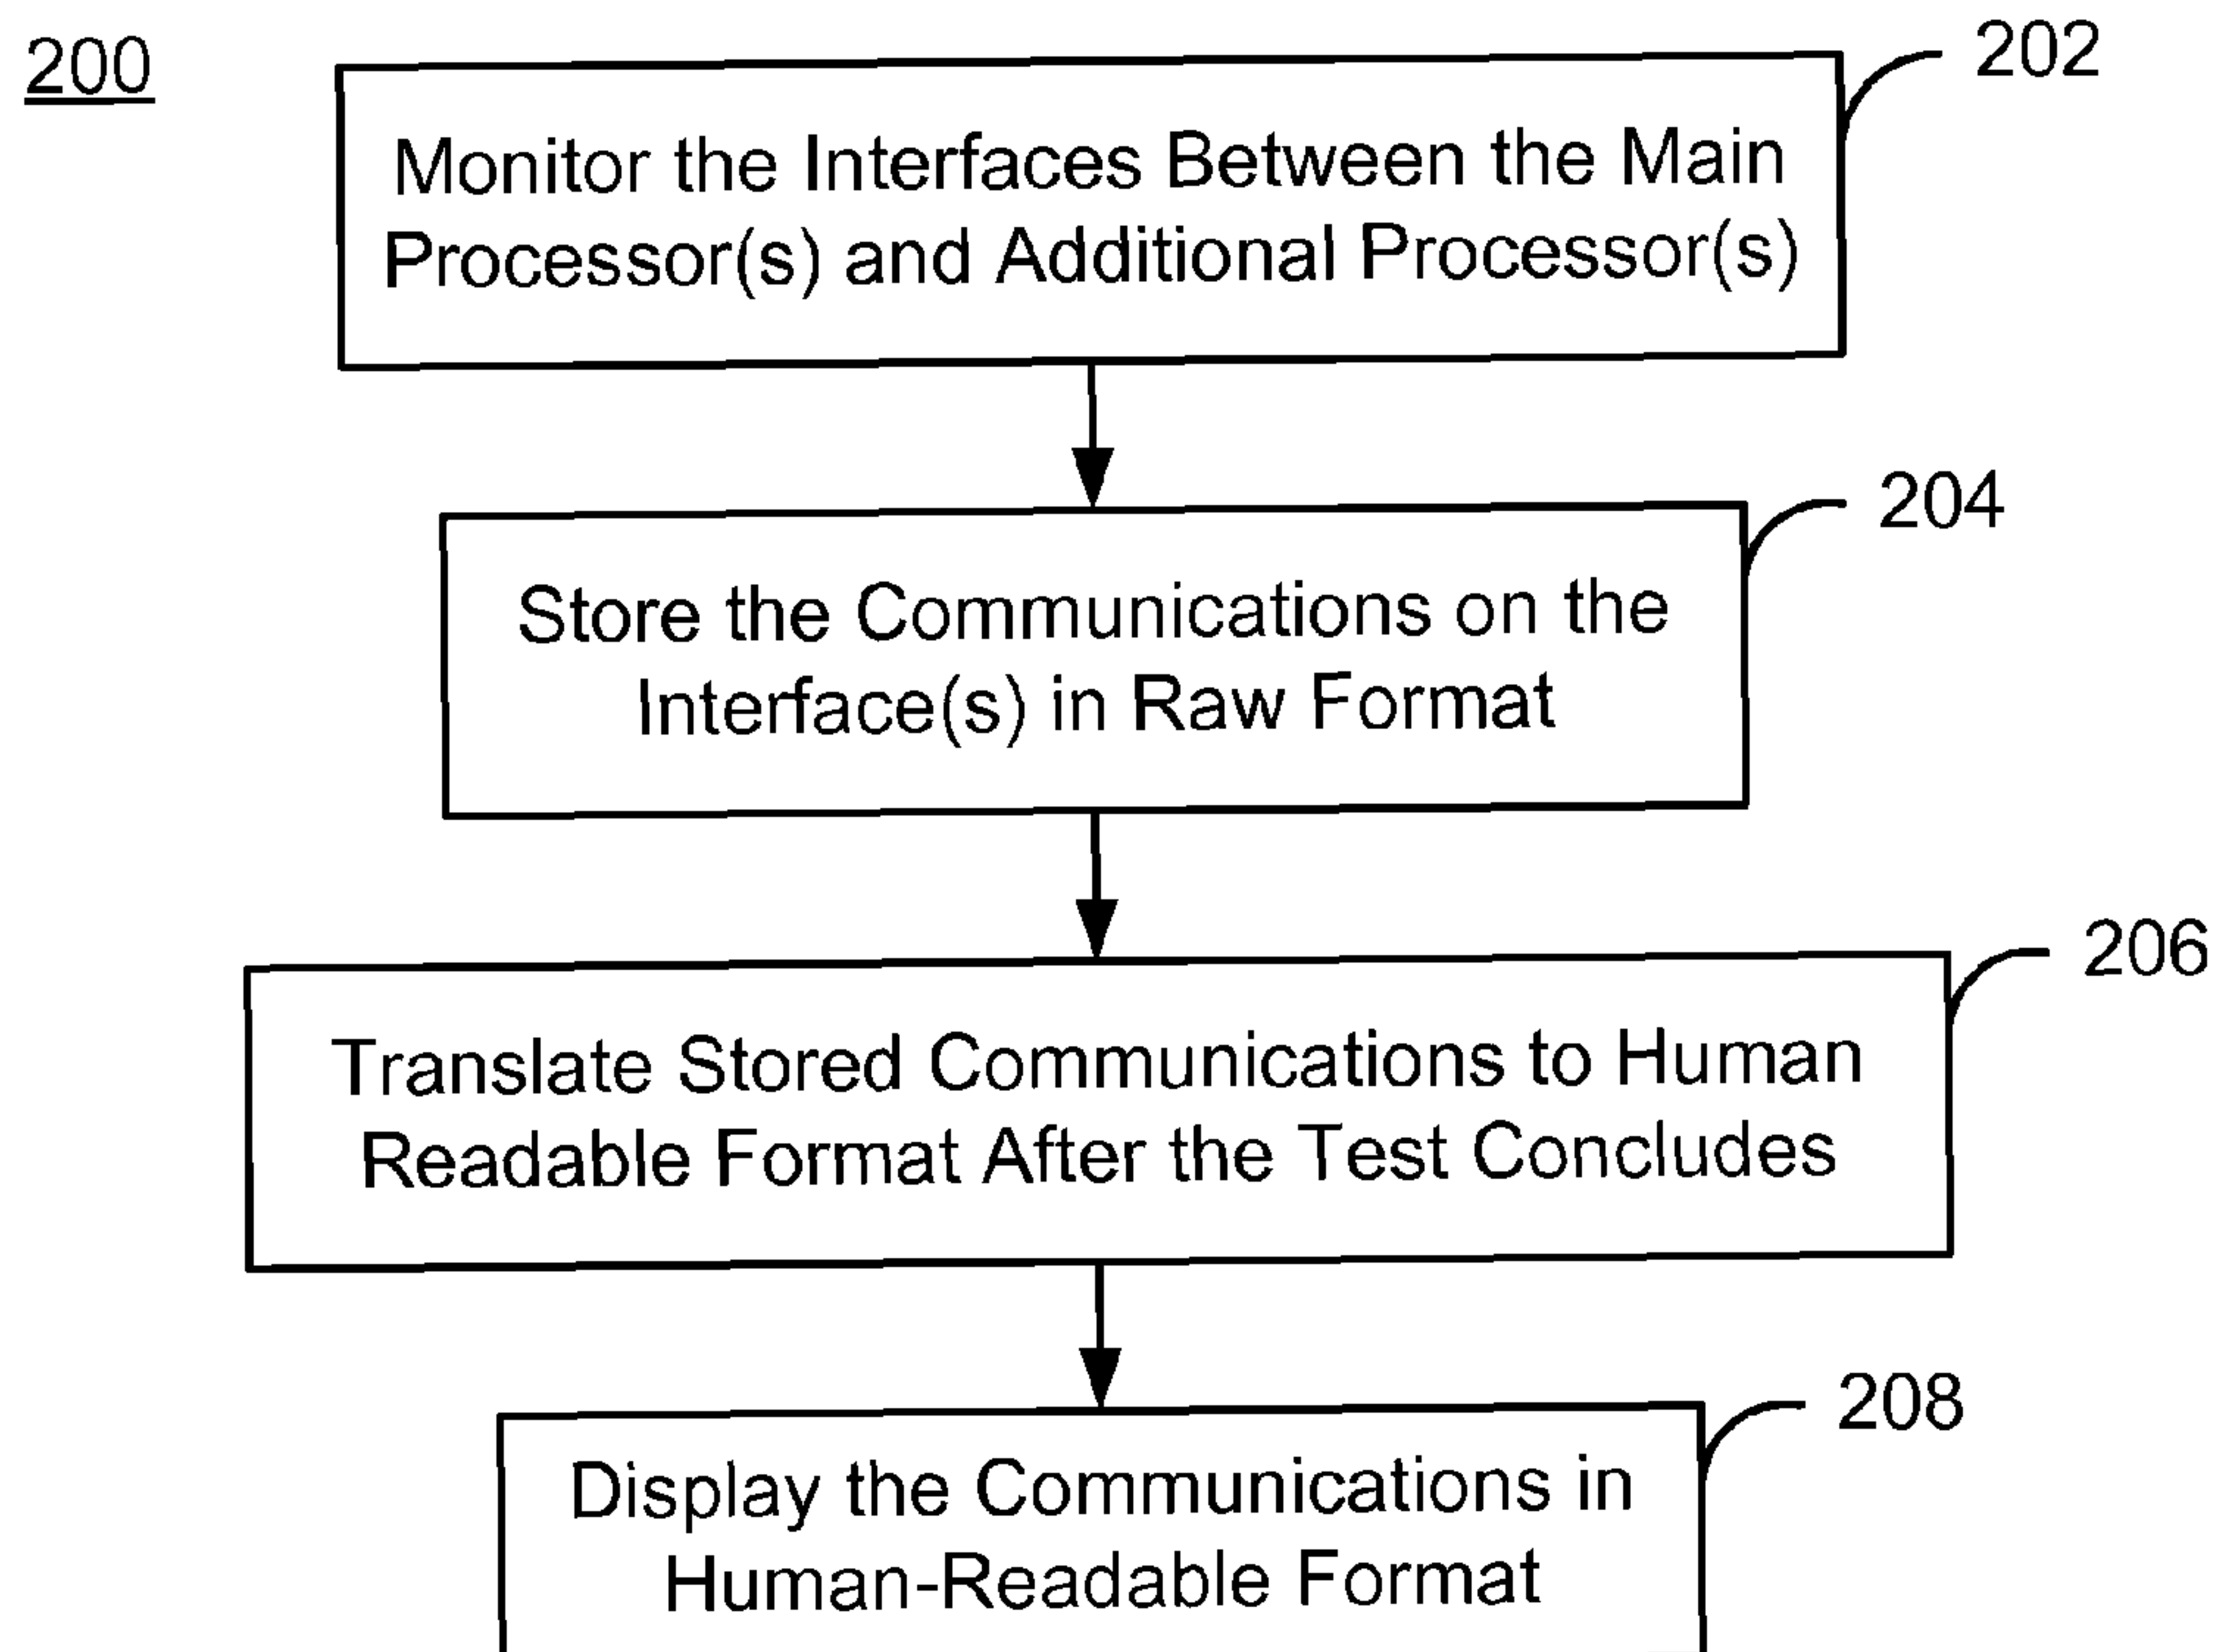 200
202
Monitor the Interfaces Between the Main
Processor(s) and Additional Processor(s)
204
Store the Communications on the
Interface(s) in Raw Format
206
Translate Stored Communications to Human
Readable Format After the Test Concludes
208
Display the Communications in
Human-Readable Format